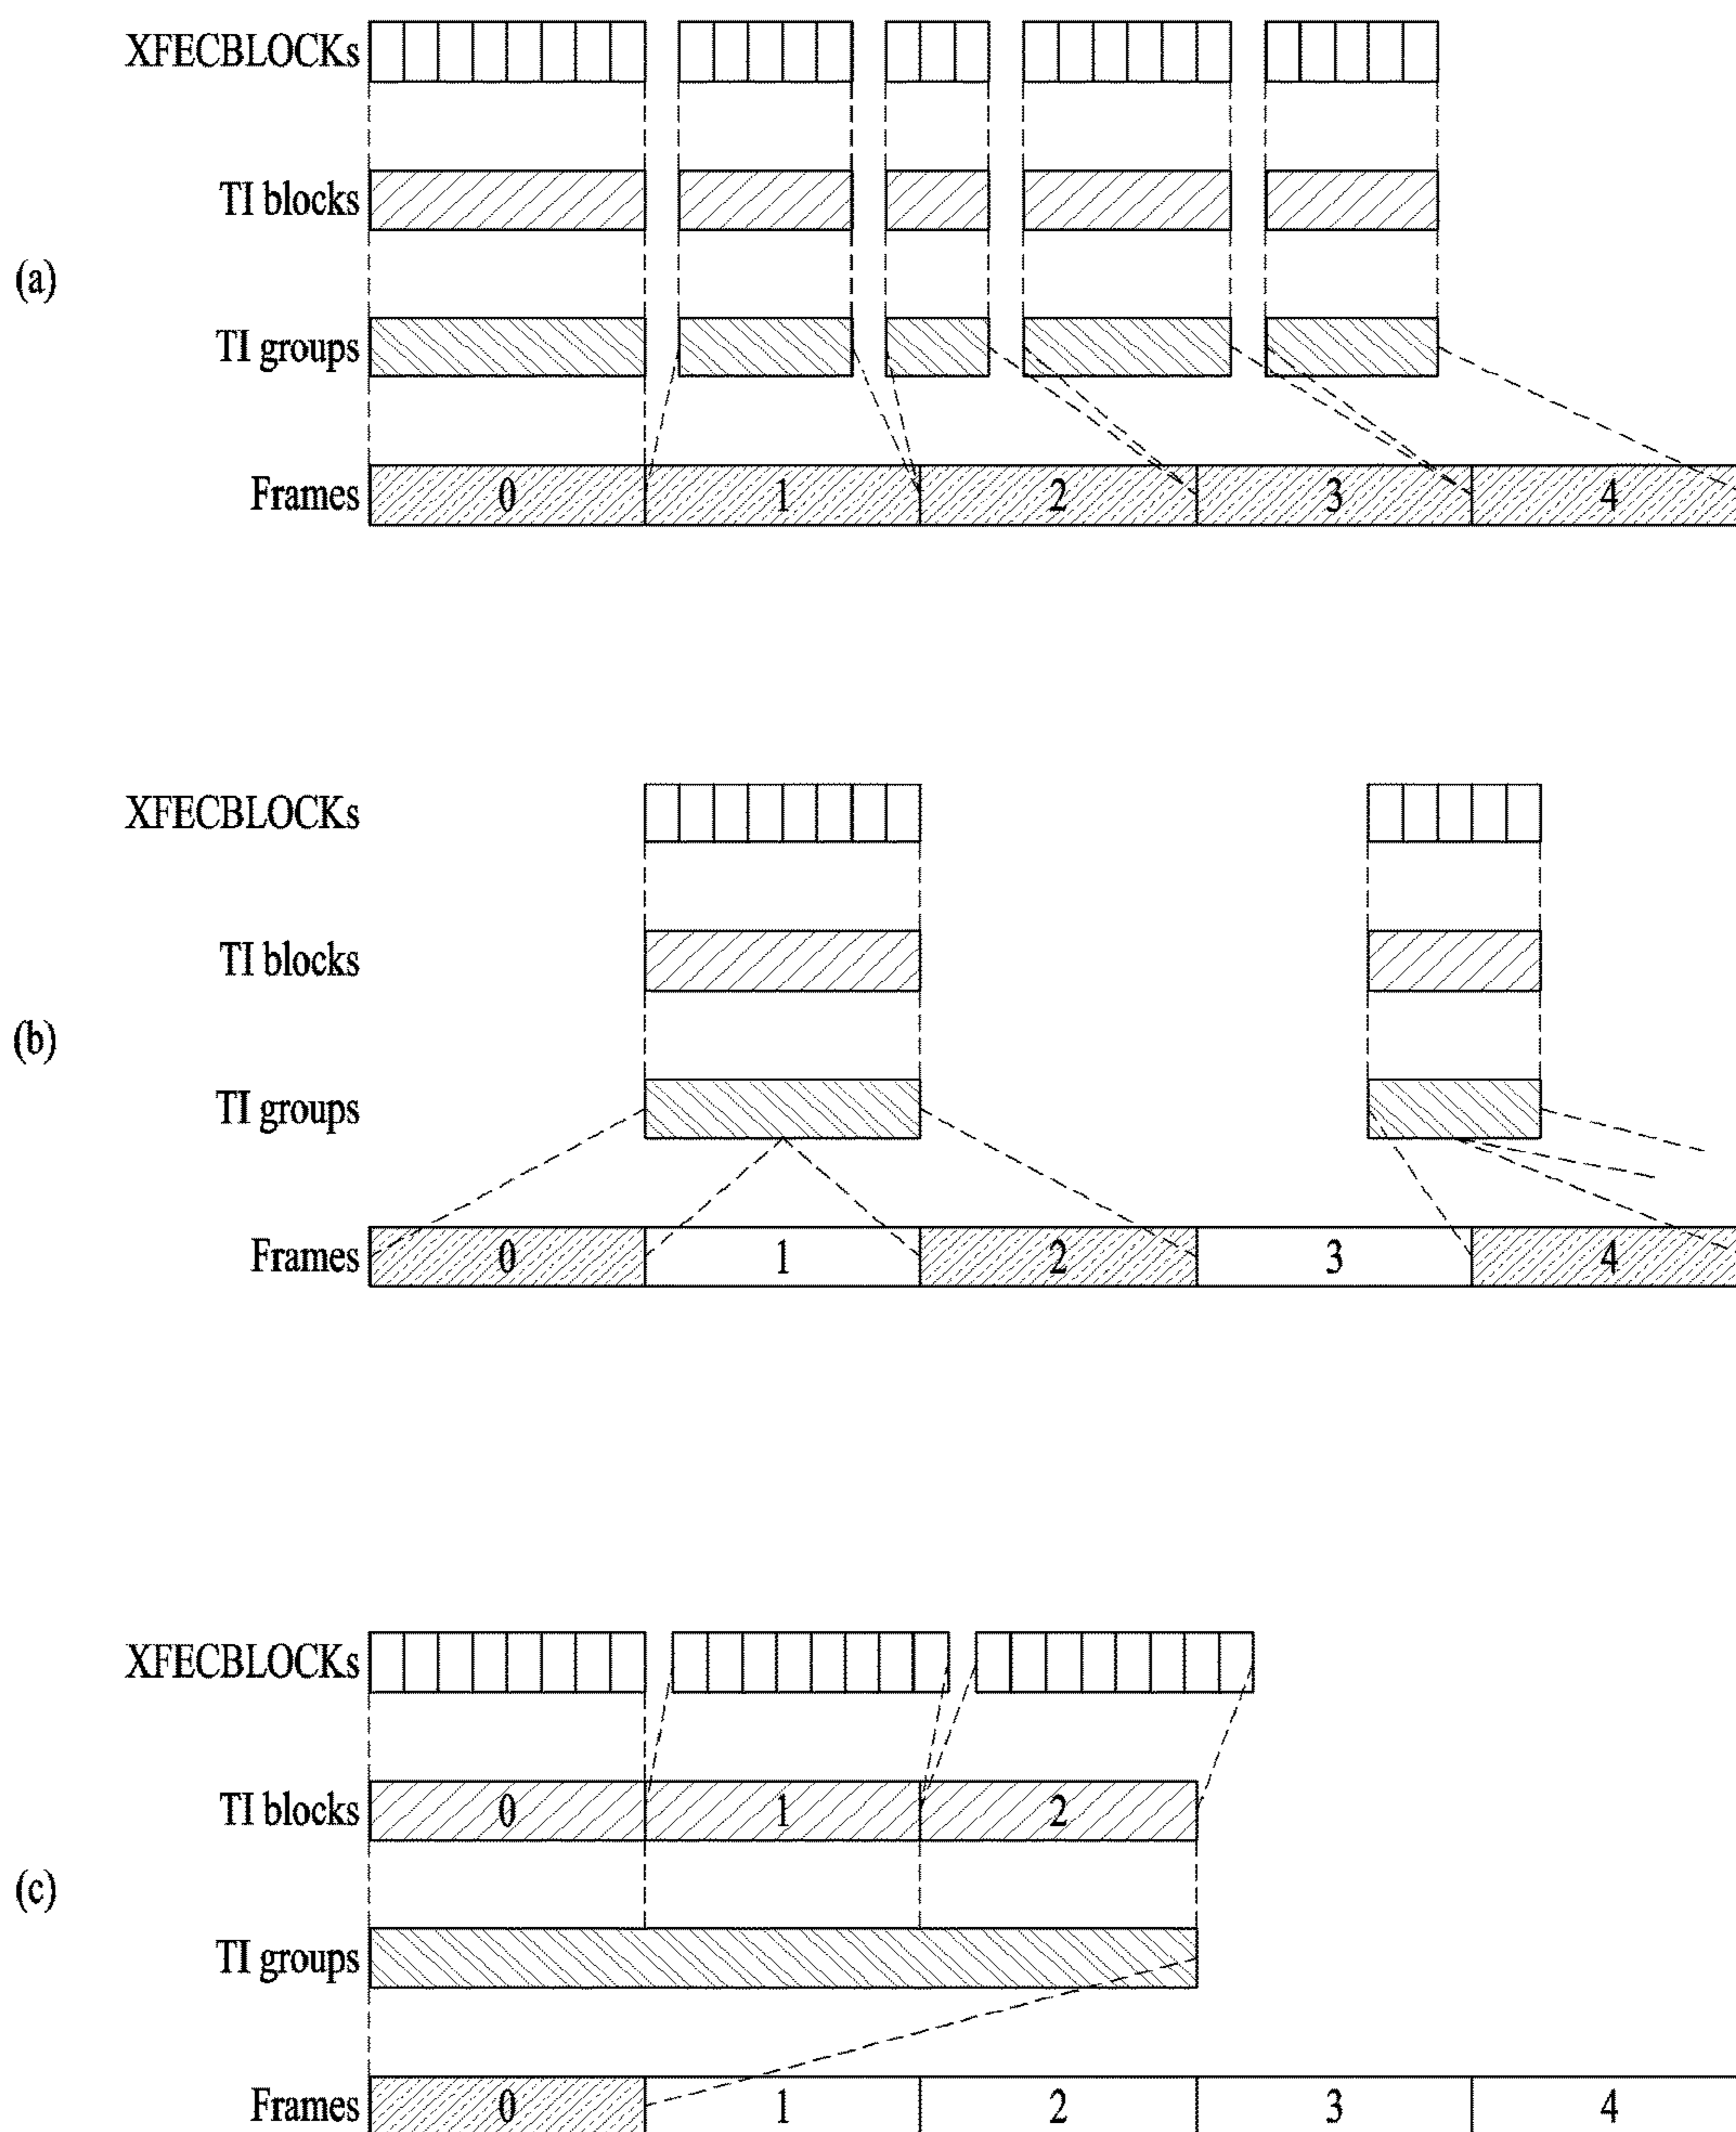 XFECBLOCKs
TI blocks
(a)
TI groups
Frames 0 1 2 3 4
XFECBLOCKs
TI blocks
(b)
TI groups
Frames 0 1 2 3 4
XFECBLOCKs
TI blocks 0 1 2
(c)
TI groups
Frames 0 1 2 3 4